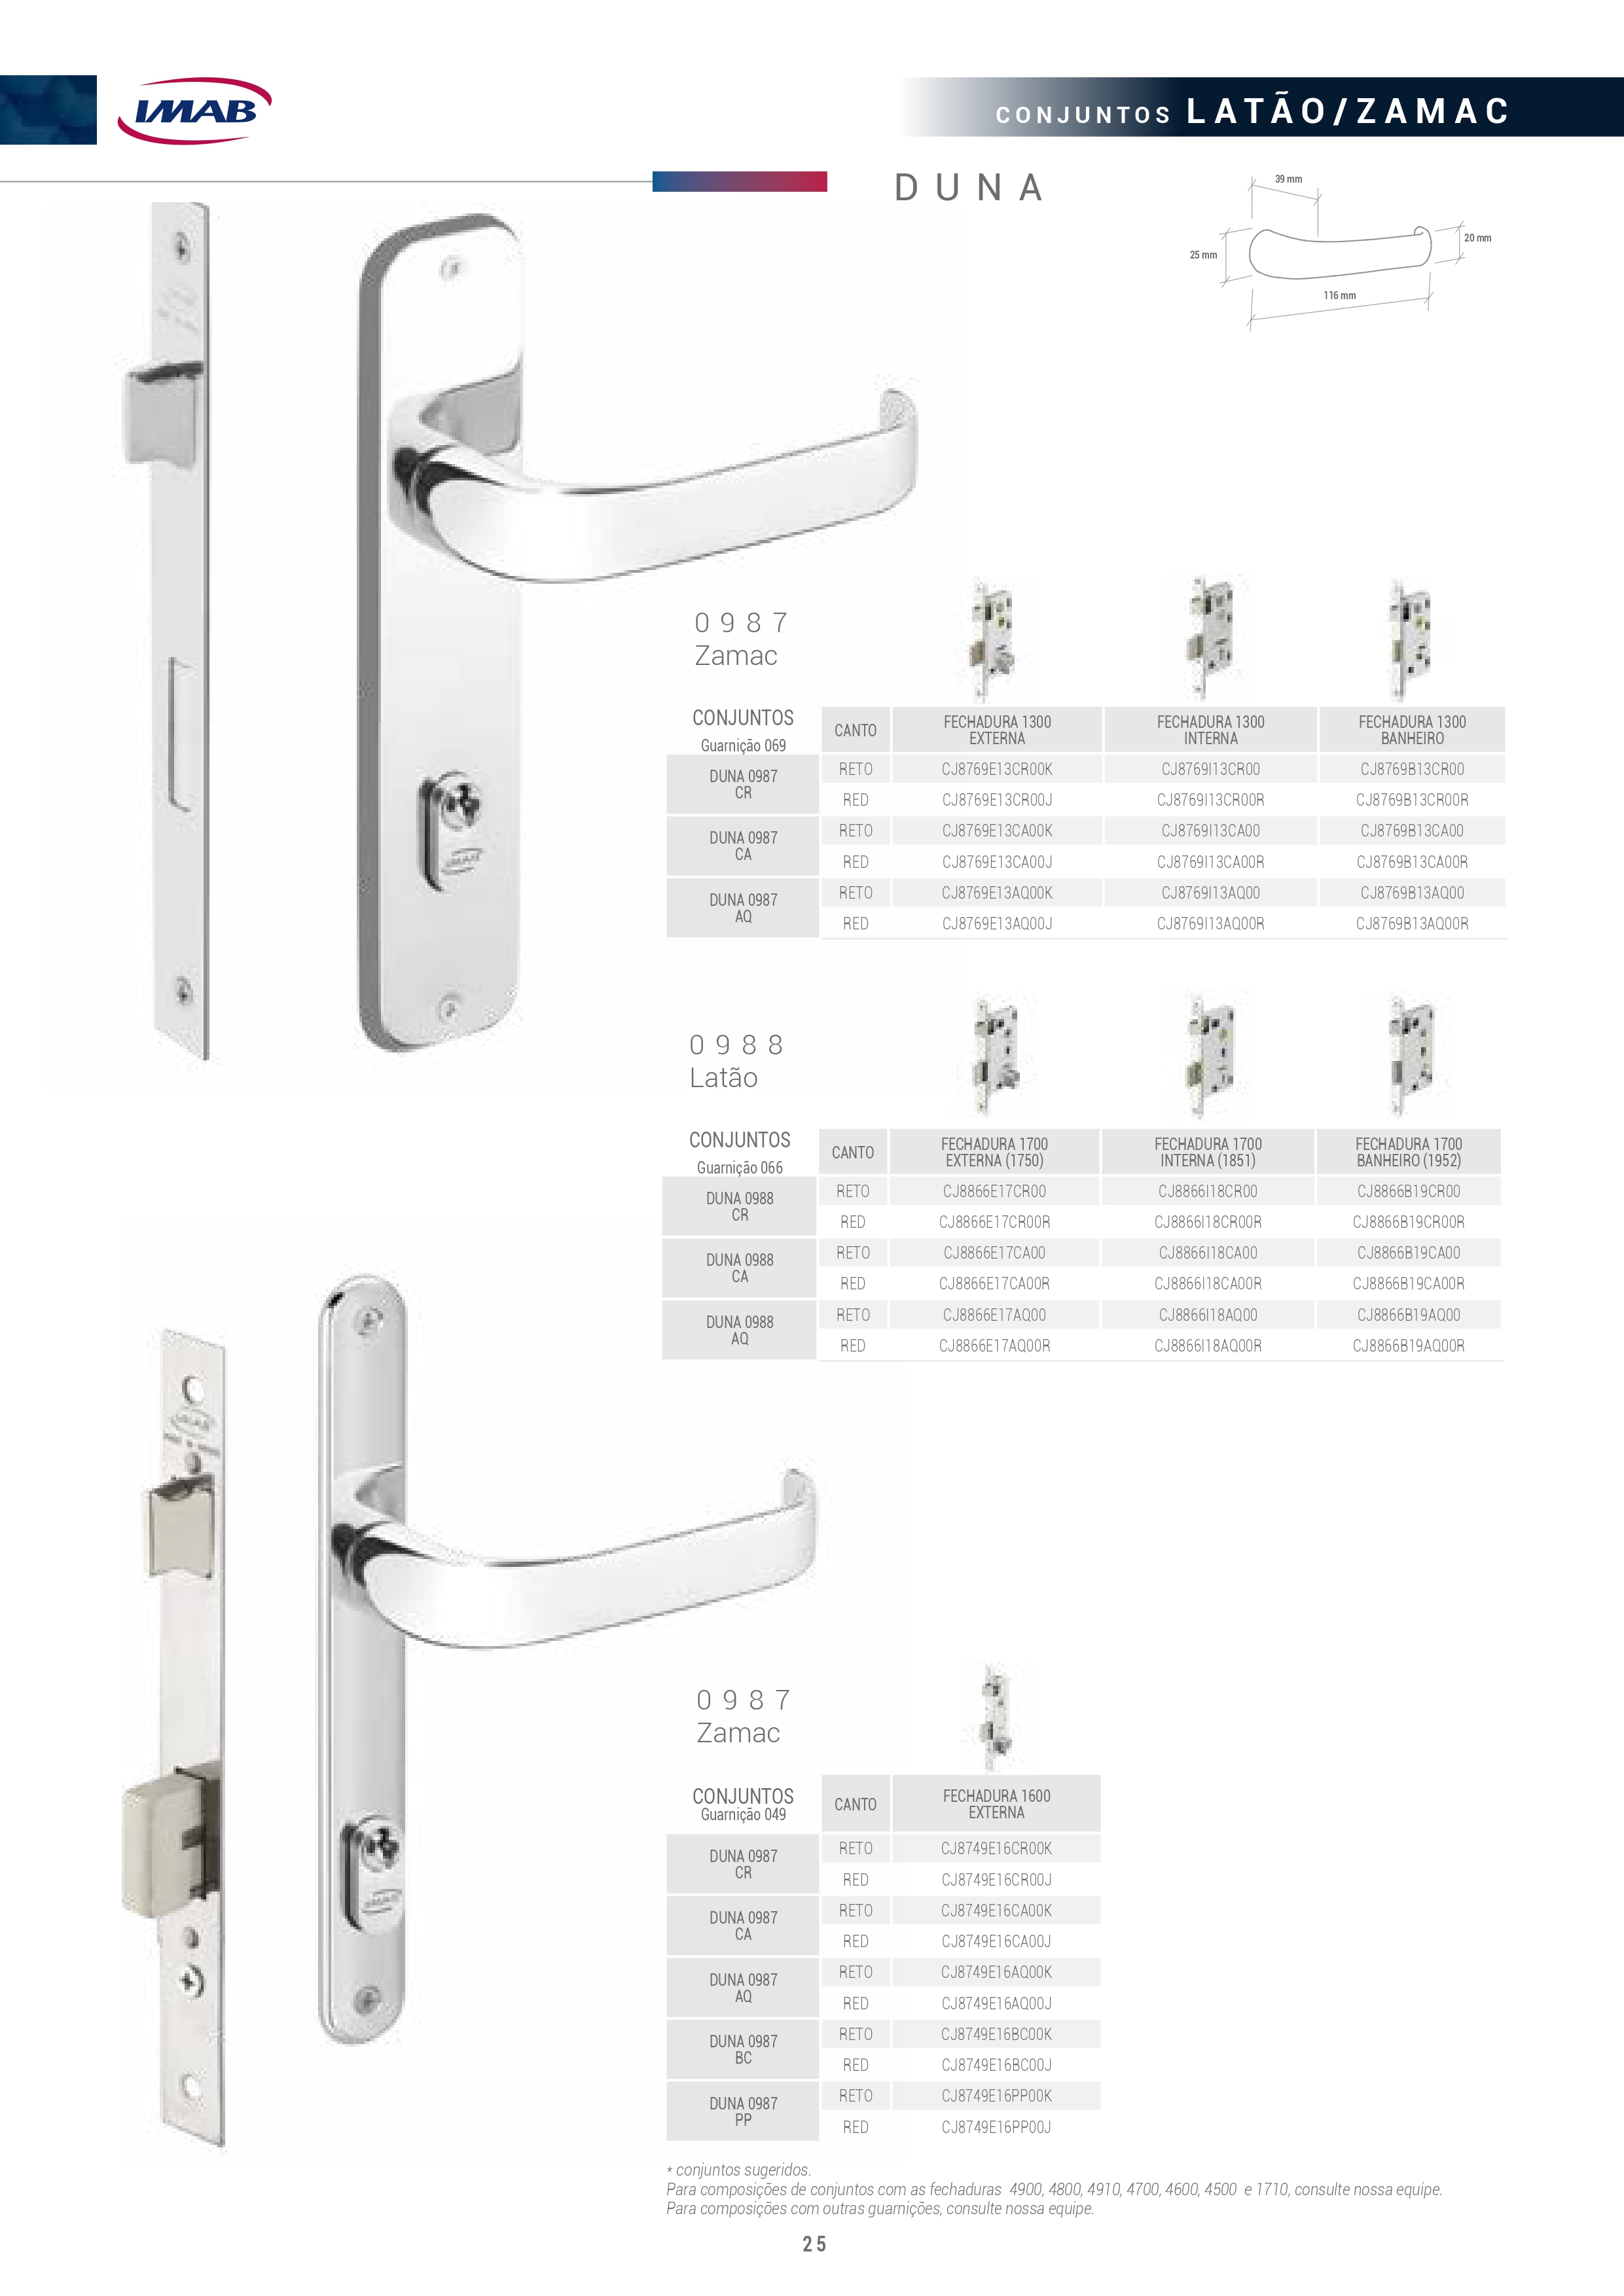 IMAB
CONJUNTOS LATÃO/ZAMAC
DUNA
39 mm
25 mm
20 mm
116 mm
0987
Zamac
CONJUNTOS
Guarnição 069
CANTO
FECHADURA 1300
EXTERNA
FECHADURA 1300
INTERNA
FECHADURA 1300
BANHEIRO
DUNA 0987
CR
RETO CJ8769E13CR00K CJ8769I13CR00 CJ8769B13CR00
RED CJ8769E13CR00J CJ8769I13CR00R CJ8769B13CR00R
DUNA 0987
CA
RETO CJ8769E13CA00K CJ8769I13CA00 CJ8769B13CA00
RED CJ8769E13CA00J CJ8769I13CA00R CJ8769B13CA00R
DUNA 0987
AQ
RETO CJ8769E13AQ00K CJ8769I13AQ00 CJ8769B13AQ00
RED CJ8769E13AQ00J CJ8769I13AQ00R CJ8769B13AQ00R
0988
Latão
CONJUNTOS
Guarnição 066
CANTO
FECHADURA 1700
EXTERNA (1750)
FECHADURA 1700
INTERNA (1851)
FECHADURA 1700
BANHEIRO (1952)
DUNA 0988
CR
RETO CJ8866E17CR00 CJ8866I18CR00 CJ8866B19CR00
RED CJ8866E17CR00R CJ8866I18CR00R CJ8866B19CR00R
DUNA 0988
CA
RETO CJ8866E17CA00 CJ8866I18CA00 CJ8866B19CA00
RED CJ8866E17CA00R CJ8866I18CA00R CJ8866B19CA00R
DUNA 0988
AQ
RETO CJ8866E17AQ00 CJ8866I18AQ00 CJ8866B19AQ00
RED CJ8866E17AQ00R CJ8866I18AQ00R CJ8866B19AQ00R
IMAB
0987
Zamac
CONJUNTOS
Guarnição 049
CANTO
FECHADURA 1600
EXTERNA
DUNA 0987
CR
RETO CJ8749E16CR00K
RED CJ8749E16CR00J
DUNA 0987
CA
RETO CJ8749E16CA00K
RED CJ8749E16CA00J
DUNA 0987
AQ
RETO CJ8749E16AQ00K
RED CJ8749E16AQ00J
DUNA 0987
BC
RETO CJ8749E16BC00K
RED CJ8749E16BC00J
DUNA 0987
PP
RETO CJ8749E16PP00K
RED CJ8749E16PP00J
* conjuntos sugeridos.
Para composições de conjuntos com as fechaduras 4900, 4800, 4910, 4700, 4600, 4500 e 1710, consulte nossa equipe.
Para composições com outras guarnições, consulte nossa equipe.
25